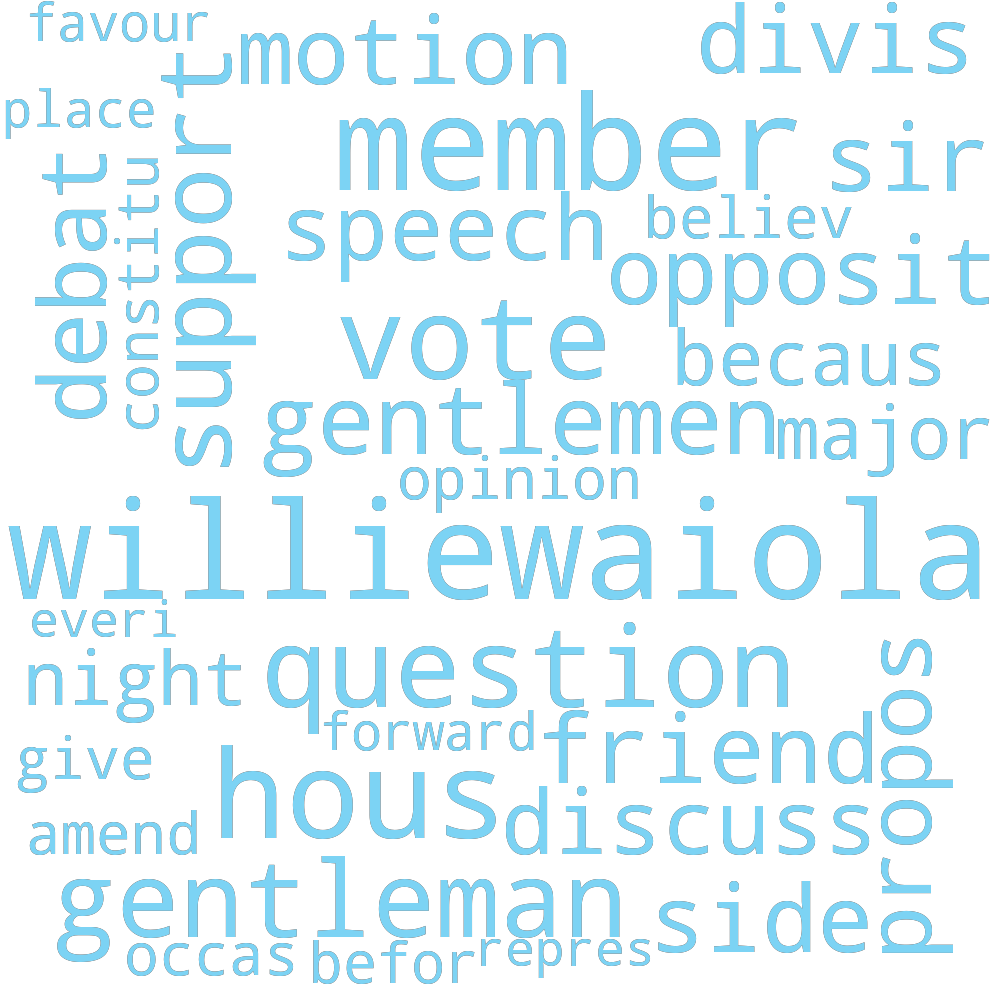 favour
motion
divis
place
member
sir
support
debat
constitu
speech
believ
opposit
vote
becaus
gentlemen
major
opinion
williewaiola
everi
night
question
propos
forward
friend
give
hous
discuss
amend
gentleman
side
occas
befor
repres